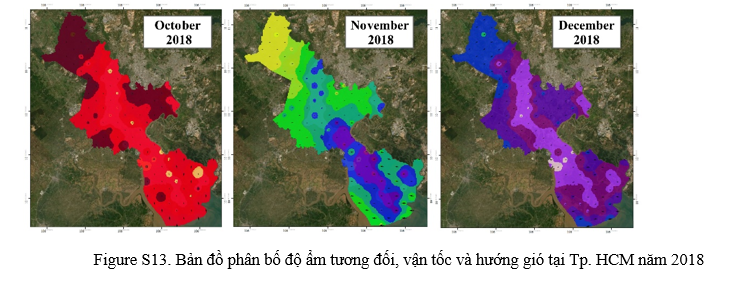 October
2018
November
2018
December
2018
Figure S13. Bản đồ phân bố độ ẩm tương đối, vận tốc và hướng gió tại Tp. HCM năm 2018